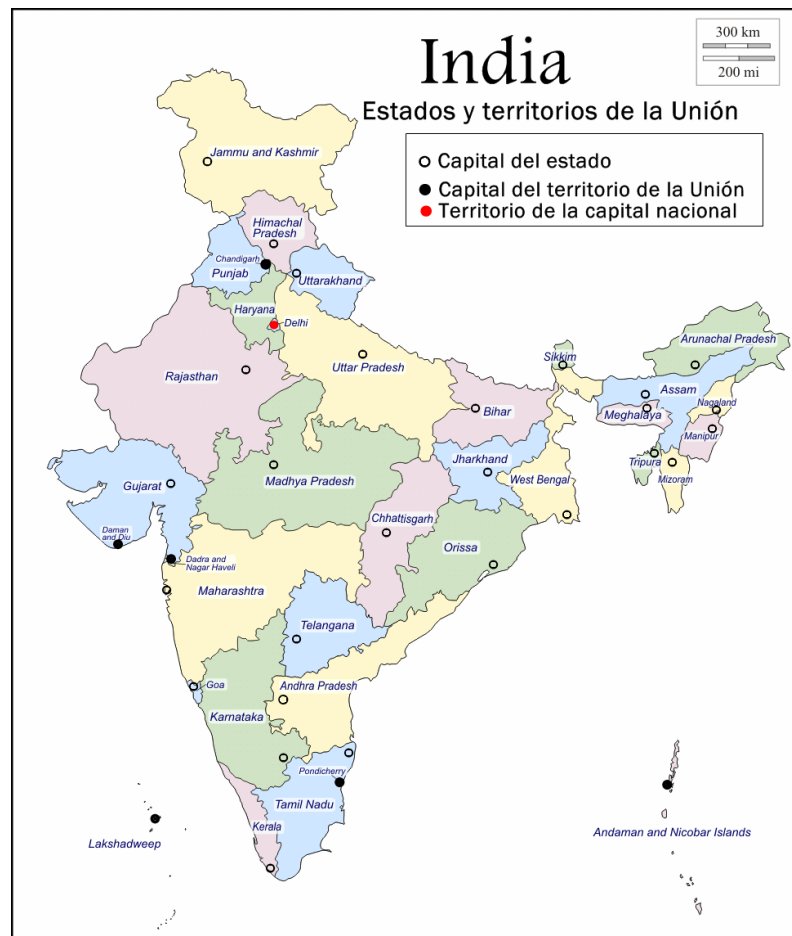 India
300 km
200 mi
Estados y territorios de la Unión
Capital del estado
Capital del territorio de la Unión
Territorio de la capital nacional
Jammu and Kashmir
Himachal
Pradesh
Chandigarh
Punjab
Uttarakhand
Haryana
Delhi
Rajasthan
Uttar Pradesh
Sikkim
Arunachal Pradesh
Assam
Nagaland
Meghalaya
Manipur
Bihar
Tripura
Mizoram
Jharkhand
West Bengal
Gujarat
Madhya Pradesh
Chhattisgarh
Daman
and Diu
Orissa
Dadra and
Nagar Haveli
Maharashtra
Telangana
Goa
Andhra Pradesh
Karnataka
Pondicherry
Tamil Nadu
Kerala
Lakshadweep
Andaman and Nicobar Islands